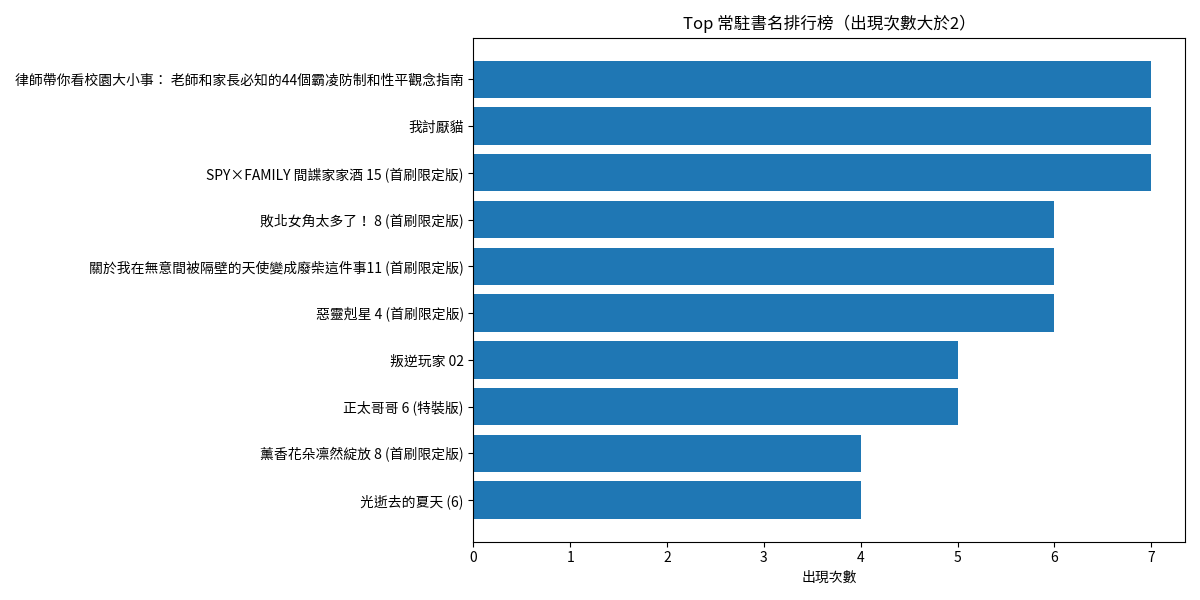 Top 常駐書名排行榜（出現次數大於2）
律師帶你看校園大小事： 老師和家長必知的44個霸凌防制和性平觀念指南
我討厭貓
SPY×FAMILY 間諜家家酒 15 (首刷限定版)
敗北女角太多了！ 8 (首刷限定版)
關於我在無意間被隔壁的天使變成廢柴這件事11 (首刷限定版)
惡靈剋星 4 (首刷限定版)
叛逆玩家 02
正太哥哥 6 (特裝版)
薰香花朵凛然綻放 8 (首刷限定版)
光逝去的夏天 (6)
0 1 2 3 4 5 6 7
出現次數